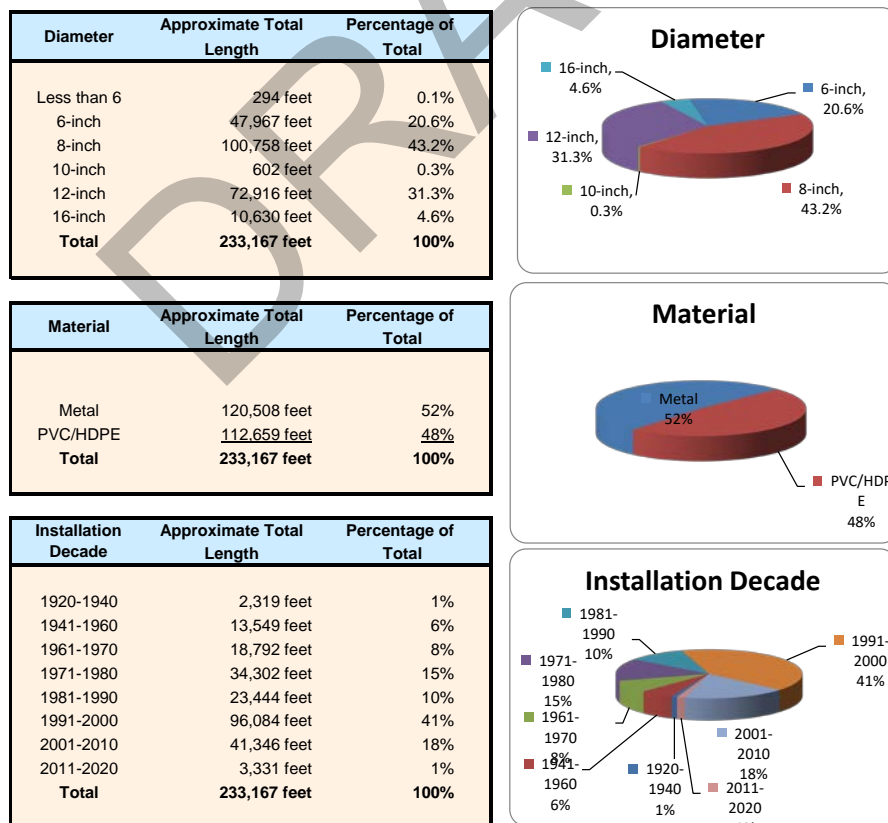 Diameter Approximate Total Length Percentage of Total
Less than 6 294 feet 0.1%
6-inch 47,967 feet 20.6%
8-inch 100,758 feet 43.2%
10-inch 602 feet 0.3%
12-inch 72,916 feet 31.3%
16-inch 10,630 feet 4.6%
Total 233,167 feet 100%
Diameter
16-inch,
4.6%
6-inch,
20.6%
12-inch,
31.3%
10-inch,
0.3%
8-inch,
43.2%
Material Approximate Total Length Percentage of Total
Metal 120,508 feet 52%
PVC/HDPE 112,659 feet 48%
Total 233,167 feet 100%
Material
Metal
52%
PVC/HDP
E
48%
Installation Decade Approximate Total Length Percentage of Total
1920-1940 2,319 feet 1%
1941-1960 13,549 feet 6%
1961-1970 18,792 feet 8%
1971-1980 34,302 feet 15%
1981-1990 23,444 feet 10%
1991-2000 96,084 feet 41%
2001-2010 41,346 feet 18%
2011-2020 3,331 feet 1%
Total 233,167 feet 100%
Installation Decade
1981-
1990
10%
1991-
2000
41%
1971-
1980
15%
1961-
1970
8%
1941-
1960
6%
1920-
1940
1%
2001-
2010
18%
2011-
2020
DRA